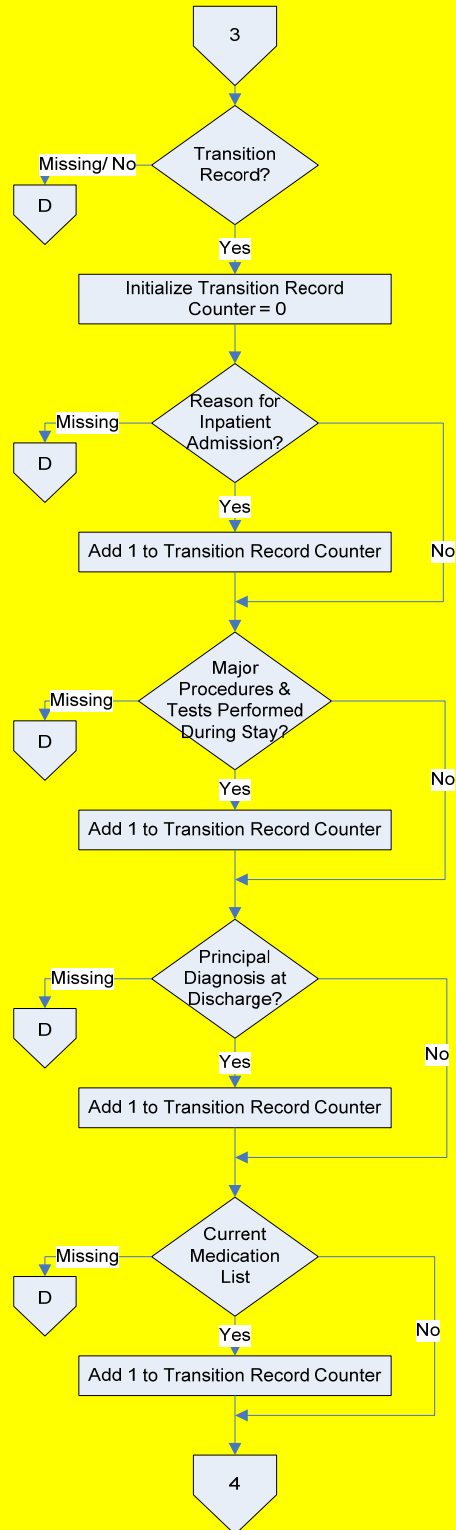 3
Transition
Record?
Missing/ No
D
Yes
Initialize Transition Record
Counter = 0
Reason for
Inpatient
Admission?
Missing
D
Yes
No
Add 1 to Transition Record Counter
Major
Procedures &
Tests Performed
During Stay?
Missing
D
Yes
No
Add 1 to Transition Record Counter
Principal
Diagnosis at
Discharge?
Missing
D
Yes
No
Add 1 to Transition Record Counter
Current
Medication
List
Missing
D
Yes
No
Add 1 to Transition Record Counter
4